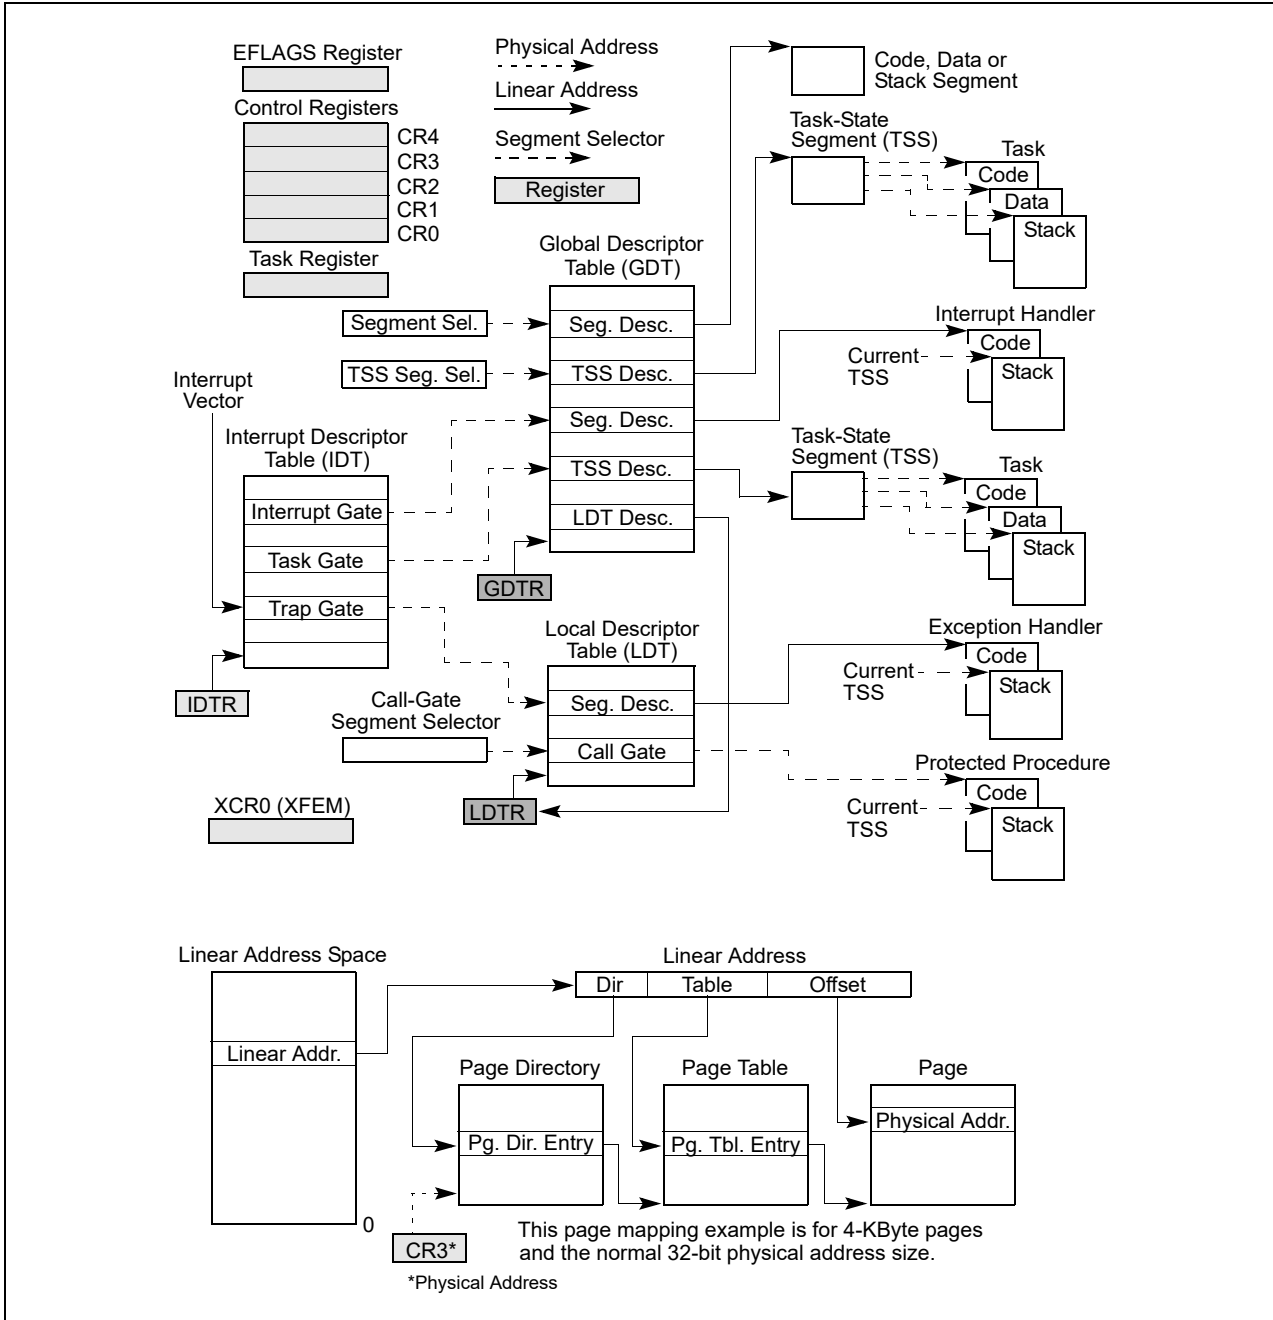 EFLAGS Register
Control Registers
CR4
CR3
CR2
CR1
CR0
Task Register
Physical Address
Linear Address
Segment Selector
Register
Global Descriptor
Table (GDT)
Segment Sel.
Seg. Desc.
TSS Seg. Sel.
TSS Desc.
Seg. Desc.
TSS Desc.
LDT Desc.
GDTR
Code, Data or
Stack Segment
Task-State
Segment (TSS)
Task
Code
Data
Stack
Interrupt Handler
Code
Current
TSS
Stack
Task-State
Segment (TSS)
Task
Code
Data
Stack
Interrupt
Vector
Interrupt Descriptor
Table (IDT)
Interrupt Gate
Task Gate
Trap Gate
IDTR
Local Descriptor
Table (LDT)
Call-Gate
Segment Selector
Seg. Desc.
Call Gate
LDTR
XCR0 (XFEM)
Exception Handler
Code
Current
TSS
Stack
Protected Procedure
Code
Current
TSS
Stack
Linear Address Space
Linear Addr.
0
Linear Address
Dir
Table
Offset
Page Directory
Pg. Dir. Entry
Page Table
Pg. Tbl. Entry
Page
Physical Addr.
CR3*
*Physical Address
This page mapping example is for 4-KByte pages
and the normal 32-bit physical address size.